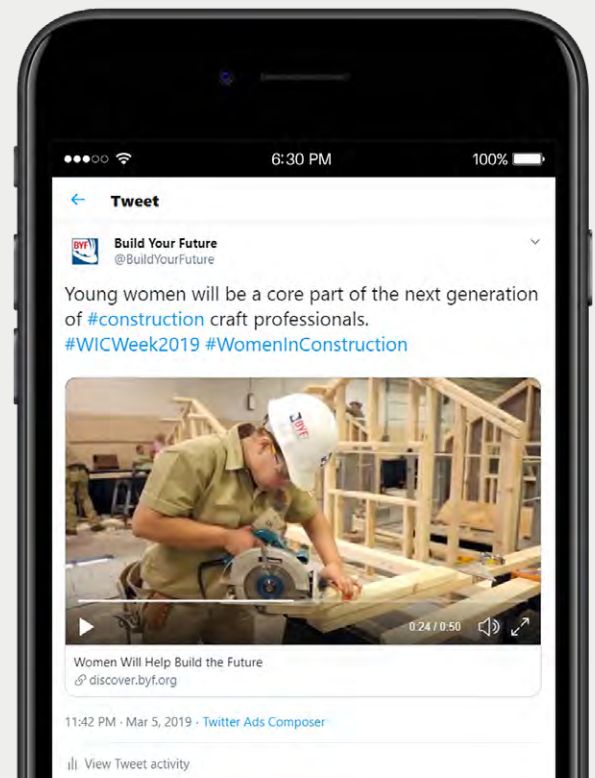 6:30 PM
100%
Tweet
BYF
Build Your Future
@BuildYourFuture
Young women will be a core part of the next generation
of #construction craft professionals.
#WICWeek2019 #WomenInConstruction
BYF
0:24 / 0:50
Women Will Help Build the Future
discover.byf.org
11:42 PM · Mar 5, 2019 · Twitter Ads Composer
View Tweet activity